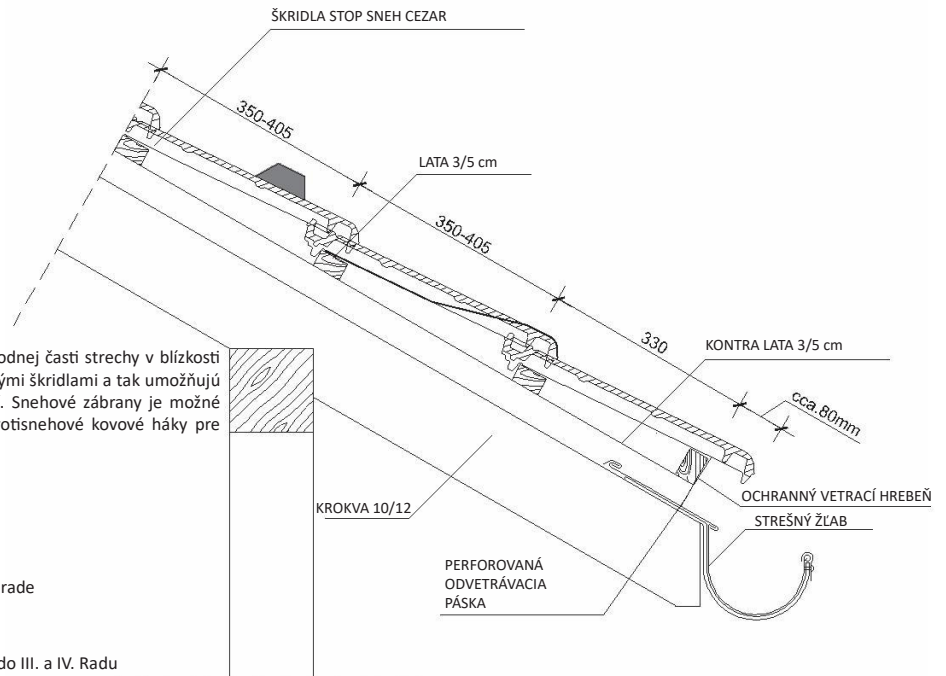 ŠKRIDLA STOP SNEH CEZAR
350-405
LATA 3/5 cm
350-405
330
KONTRA LATA 3/5 cm
cca.80mm
odnej časti strechy v blízkosti
ými škridlami a tak umožňujú
. Snehové zábrany je možné
rotisnehové kovové háky pre
KROKVA 10/12
OCHRANNÝ VETRACÍ HREBEŇ
STREŠNÝ ŽĽAB
PERFOROVANÁ
ODVETRÁVACIA
PÁSKA
rade
do III. a IV. Radu